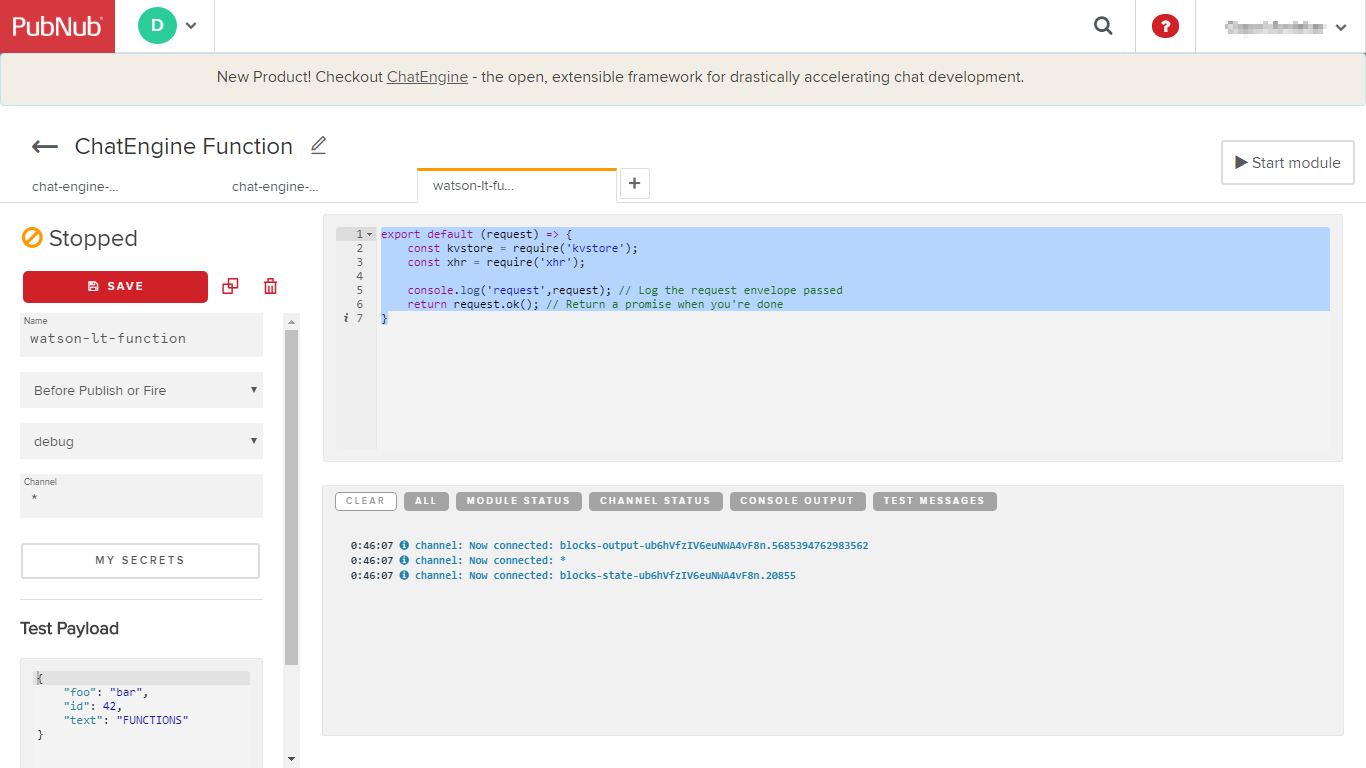 PubNub
D
?
New Product! Checkout ChatEngine - the open, extensible framework for drastically accelerating chat development.
ChatEngine Function
Start module
chat-engine-...
chat-engine-...
watson-lt-fu...
+
Stopped
SAVE
Name
watson-lt-function
Before Publish or Fire
debug
Channel
*
MY SECRETS
Test Payload
{
"foo": "bar",
"id": 42,
"text": "FUNCTIONS"
}
1 export default (request) => {
2 const kvstore = require('kvstore');
3 const xhr = require('xhr');
4
5 console.log('request',request); // Log the request envelope passed
6 return request.ok(); // Return a promise when you're done
i 7 }
CLEAR ALL MODULE STATUS CHANNEL STATUS CONSOLE OUTPUT TEST MESSAGES
0:46:07 channel: Now connected: blocks-output-ub6hVfzIV6euNWA4vF8n.5685394762983562
0:46:07 channel: Now connected: *
0:46:07 channel: Now connected: blocks-state-ub6hVfzIV6euNWA4vF8n.20855